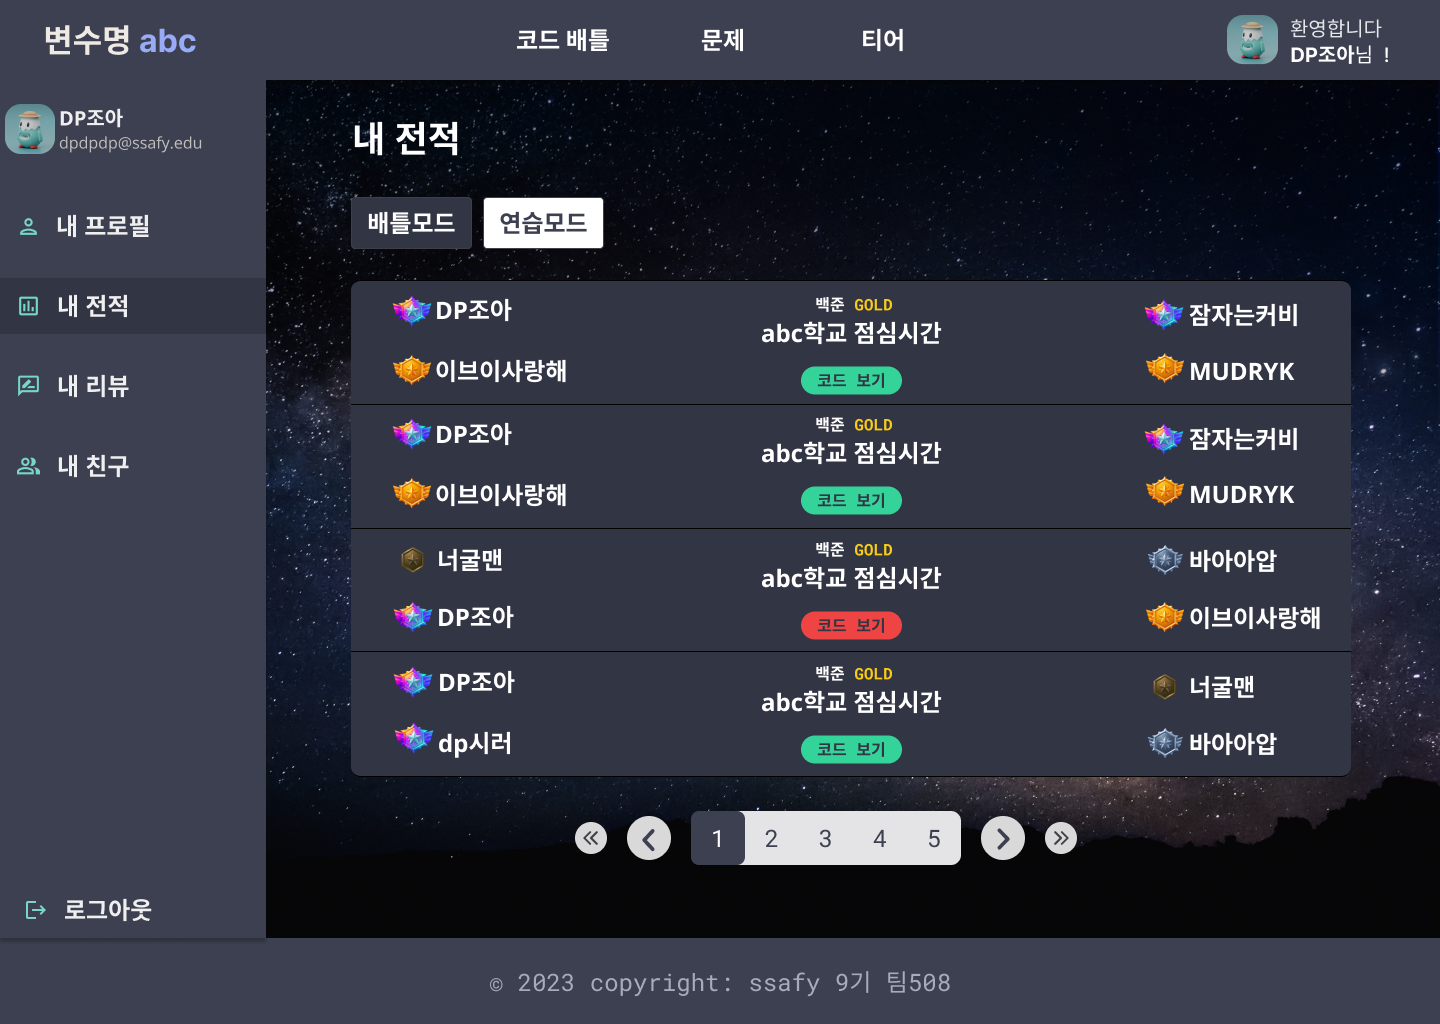 변수명 abc
코드 배틀
문제
티어
환영합니다
DP조아님 !
DP조아
dpdpdp@ssafy.edu
내 프로필
내 전적
내 리뷰
내 친구
로그아웃
내 전적
배틀모드
연습모드
DP조아
이브이사랑해
백준 GOLD
abc학교 점심시간
코드 보기
잠자는커비
MUDRYK
DP조아
이브이사랑해
백준 GOLD
abc학교 점심시간
코드 보기
잠자는커비
MUDRYK
너굴맨
DP조아
백준 GOLD
abc학교 점심시간
코드 보기
바아아압
이브이사랑해
DP조아
dp시러
백준 GOLD
abc학교 점심시간
코드 보기
너굴맨
바아아압
1 2 3 4 5
© 2023 copyright: ssafy 9기 팀508